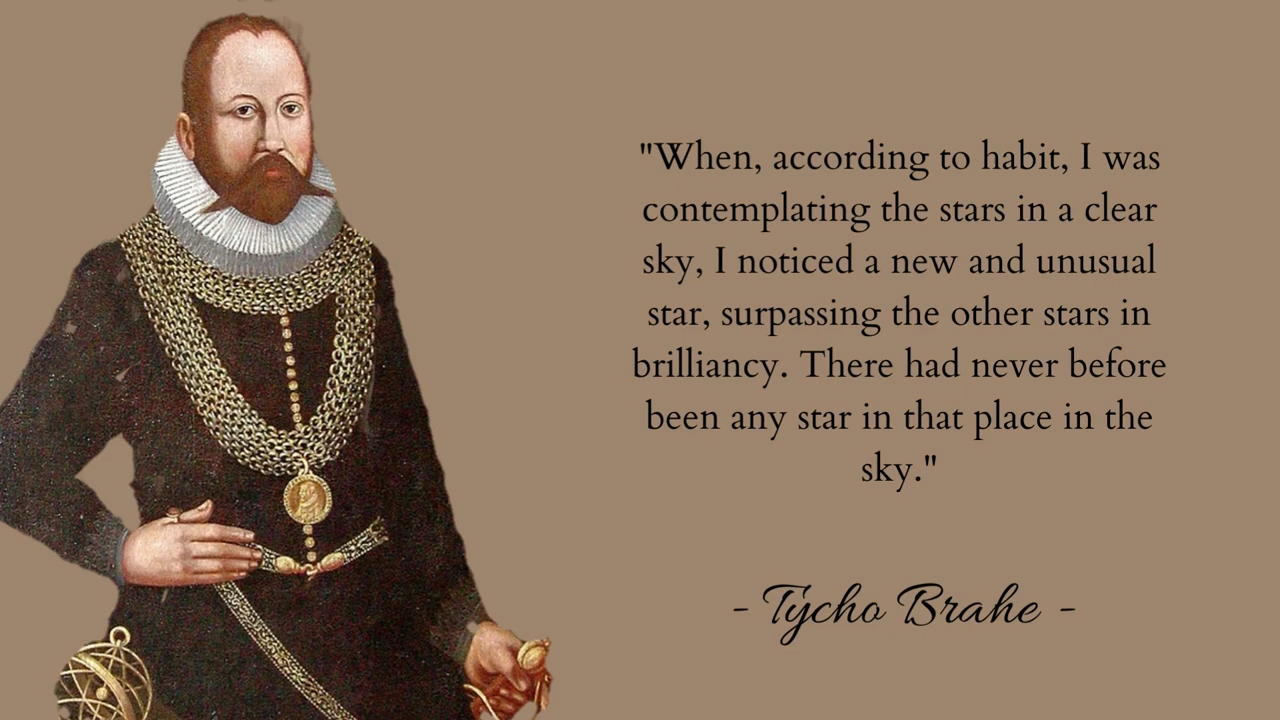 "When, according to habit, I was
contemplating the stars in a clear
sky, I noticed a new and unusual
star, surpassing the other stars in
brilliancy. There had never before
been any star in that place in the
sky."
- Tycho Brahe -